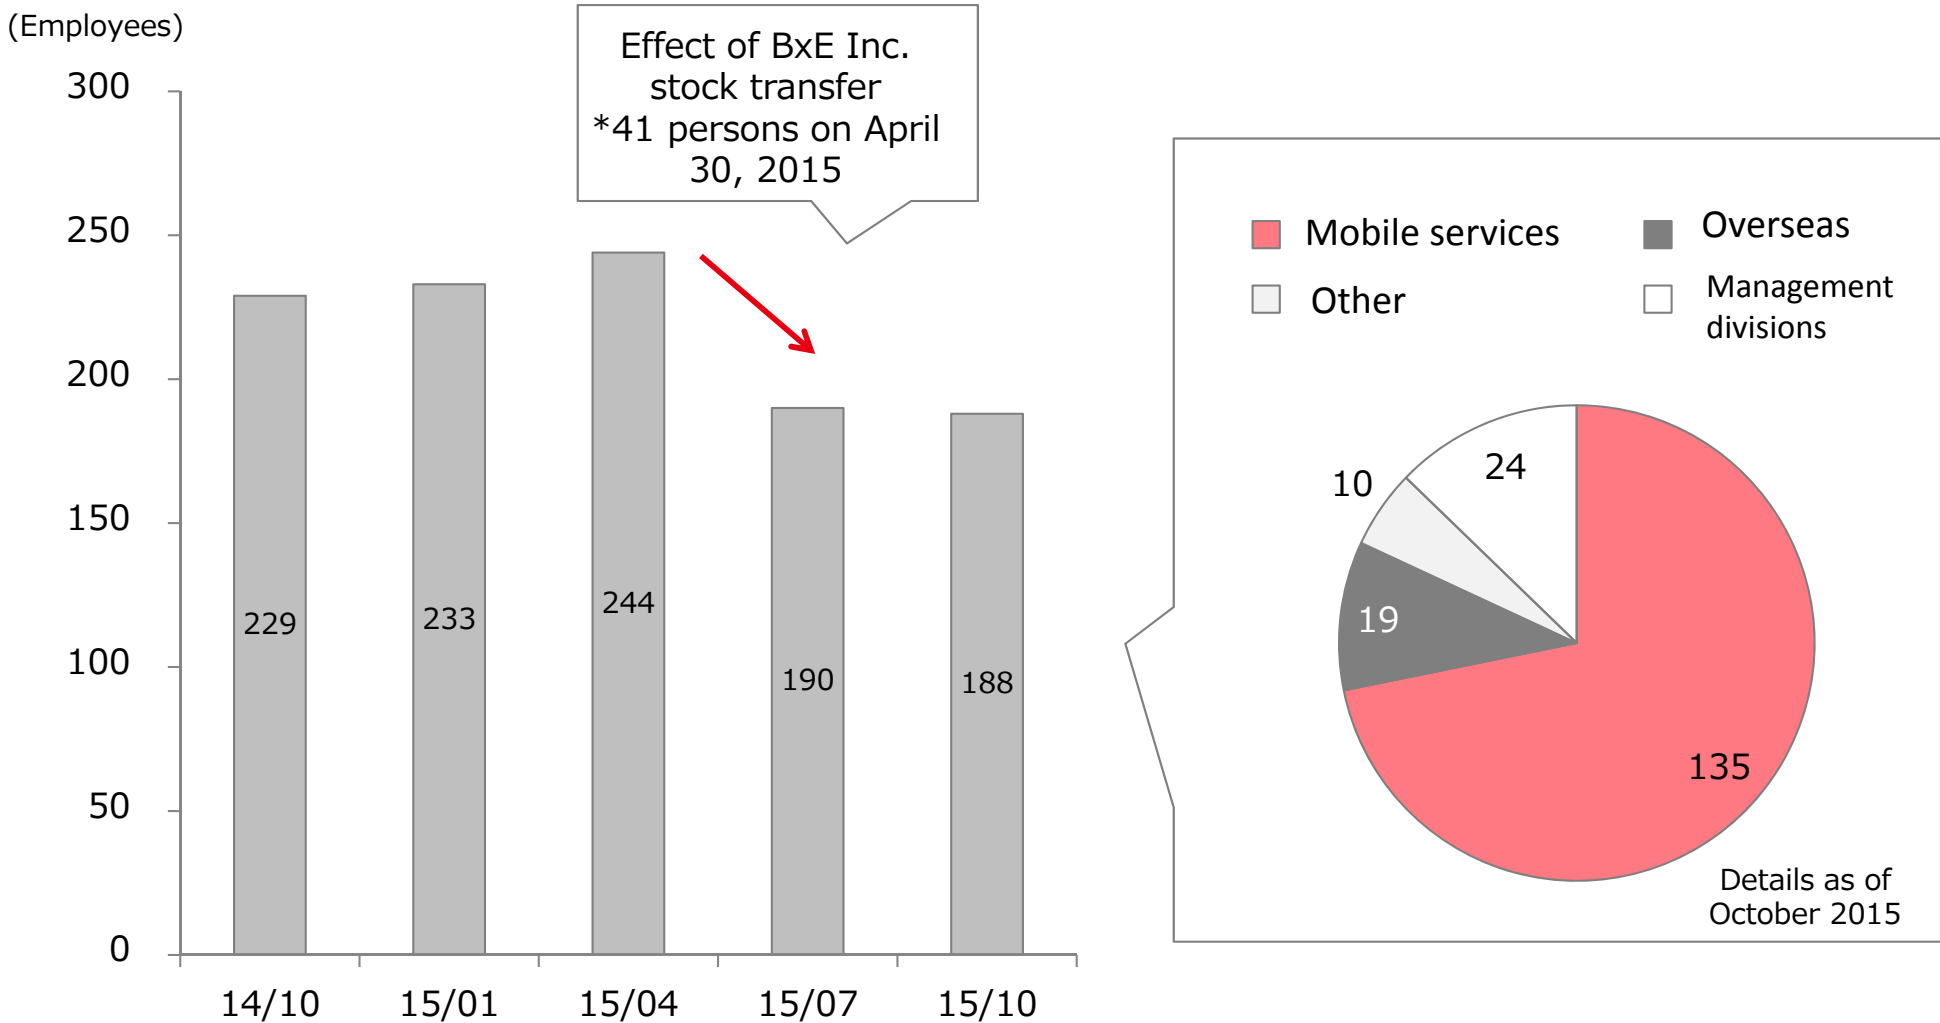 (Employees)
Effect of BxE Inc.
stock transfer
*41 persons on April
30, 2015
300
250
200
150
100
50
0
229
233
244
190
188
14/10
15/01
15/04
15/07
15/10
Mobile services
Overseas
Other
Management
divisions
10
24
19
135
Details as of
October 2015